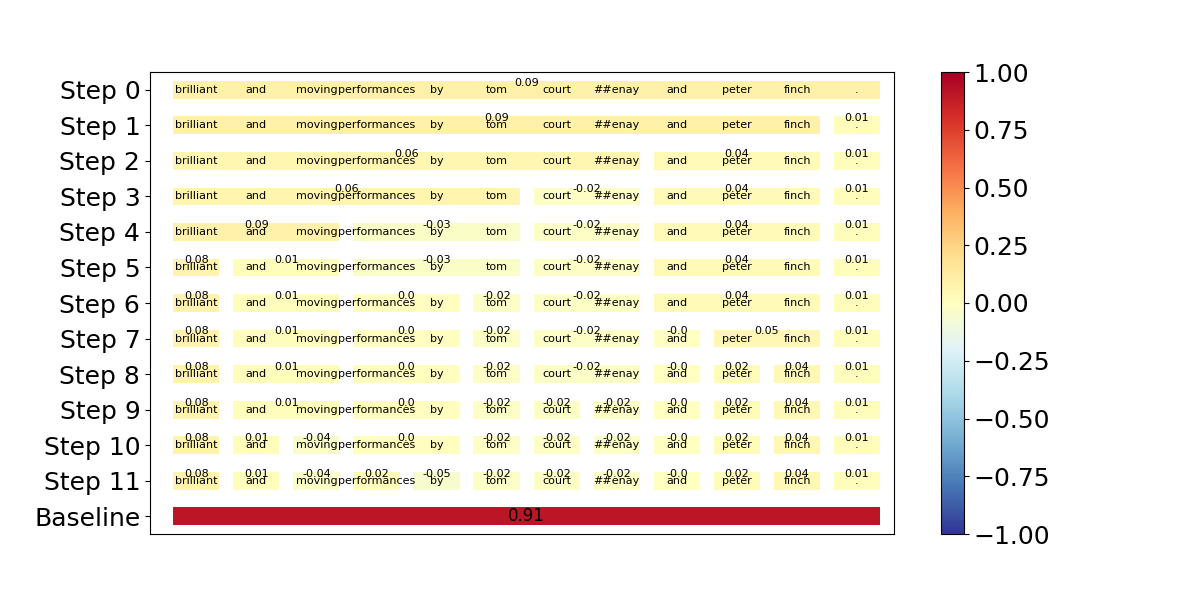 0.09
Step 0 brilliant and moving performances by tom court ##enay and peter finch .
0.09 0.01
Step 1 brilliant and moving performances by tom court ##enay and peter finch .
0.06 0.04 0.01
Step 2 brilliant and moving performances by tom court ##enay and peter finch .
0.06 -0.02 0.04 0.01
Step 3 brilliant and moving performances by tom court ##enay and peter finch .
0.09 -0.03 -0.02 0.04 0.01
Step 4 brilliant and moving performances by tom court ##enay and peter finch .
0.08 0.01 -0.03 -0.02 0.04 0.01
Step 5 brilliant and moving performances by tom court ##enay and peter finch .
0.08 0.01 0.0 -0.02 -0.02 0.04 0.01
Step 6 brilliant and moving performances by tom court ##enay and peter finch .
0.08 0.01 0.0 -0.02 -0.02 -0.0 0.05 0.01
Step 7 brilliant and moving performances by tom court ##enay and peter finch .
0.08 0.01 0.0 -0.02 -0.02 -0.0 0.02 0.04 0.01
Step 8 brilliant and moving performances by tom court ##enay and peter finch .
0.08 0.01 0.0 -0.02 -0.02 -0.02 -0.0 0.02 0.04 0.01
Step 9 brilliant and moving performances by tom court ##enay and peter finch .
0.08 0.01 -0.04 0.0 -0.02 -0.02 -0.02 -0.0 0.02 0.04 0.01
Step 10 brilliant and moving performances by tom court ##enay and peter finch .
0.08 0.01 -0.04 0.02 -0.05 -0.02 -0.02 -0.02 -0.0 0.02 0.04 0.01
Step 11 brilliant and moving performances by tom court ##enay and peter finch .
Baseline 0.91
1.00
0.75
0.50
0.25
0.00
−0.25
−0.50
−0.75
−1.00